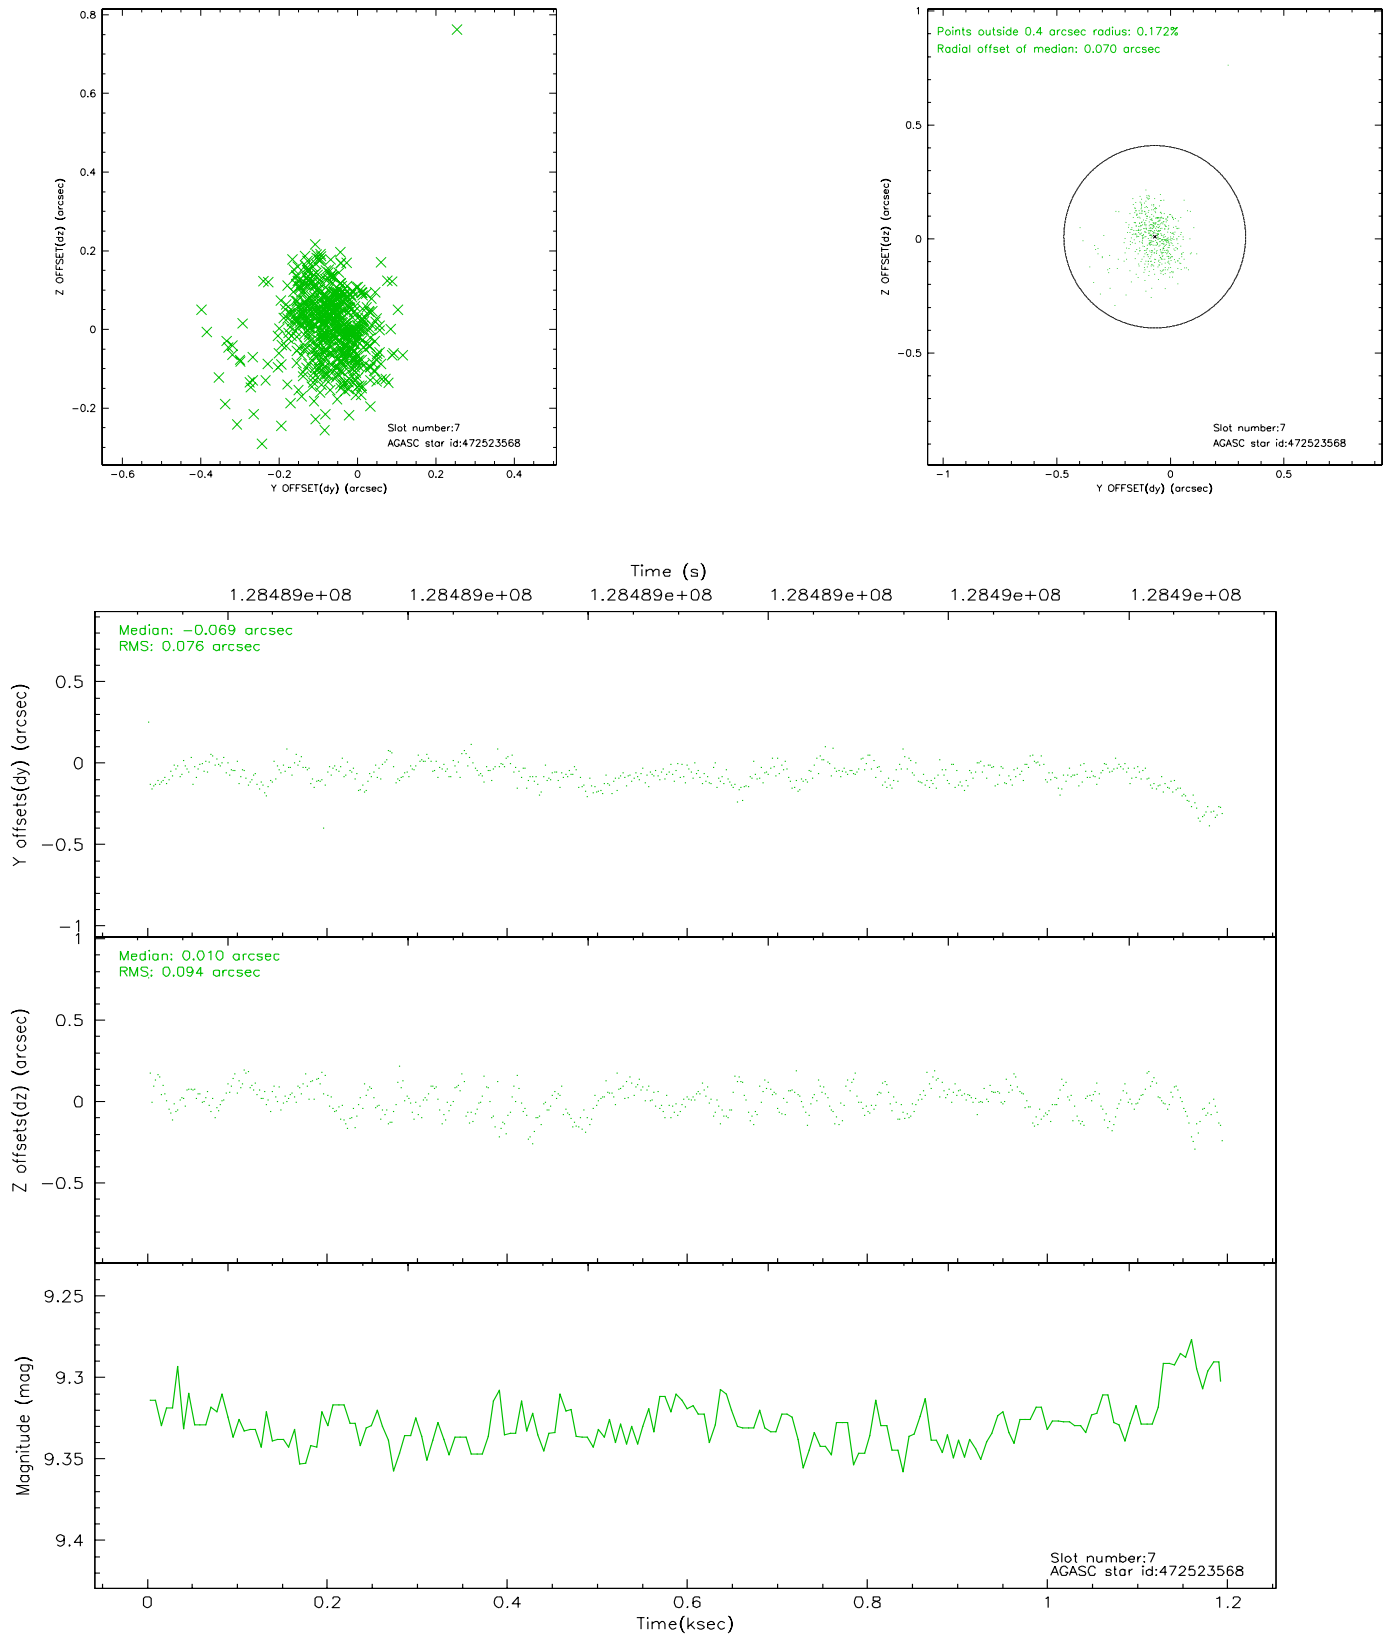 0.8
0.6
0.4
0.2
0
−0.2
Z OFFSET(dz) (arcsec)
Slot number:7
AGASC star id:472523568
−0.6 −0.4 −0.2 0 0.2 0.4
Y OFFSET(dy) (arcsec)
Points outside 0.4 arcsec radius: 0.172%
Radial offset of median: 0.070 arcsec
1
0.5
0
−0.5
Z OFFSET(dz) (arcsec)
Slot number:7
AGASC star id:472523568
−1 −0.5 0 0.5
Y OFFSET(dy) (arcsec)
Time (s)
1.28489e+08 1.28489e+08 1.28489e+08 1.28489e+08 1.2849e+08 1.2849e+08
Median: −0.069 arcsec
RMS: 0.076 arcsec
0.5
0
−0.5
−1
Y offsets(dy) (arcsec)
1
Median: 0.010 arcsec
RMS: 0.094 arcsec
0.5
0
−0.5
Z offsets(dz) (arcsec)
9.25
9.3
9.35
9.4
Magnitude (mag)
Slot number:7
AGASC star id:472523568
0 0.2 0.4 0.6 0.8 1 1.2
Time(ksec)